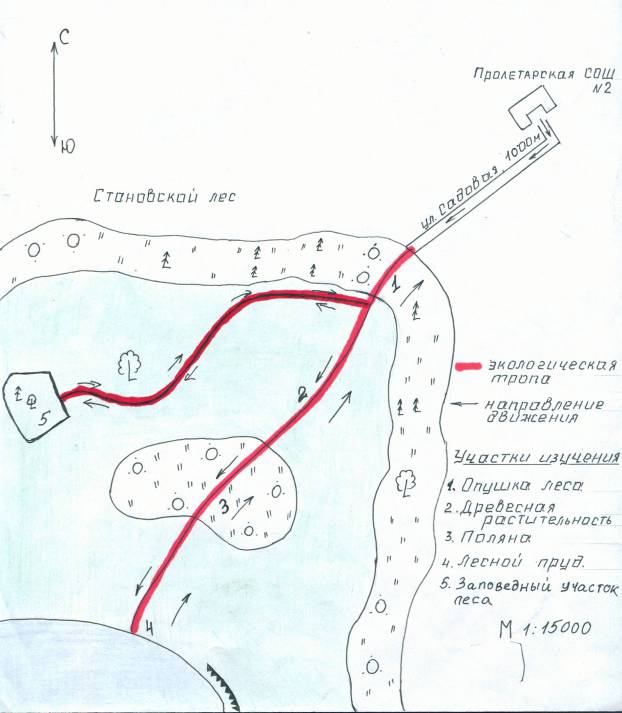 С
Ю
Пролетарская СОШ
N2
ул. Садовая. 1000м
Становской лес
1
2
3
4
5
экологическая
тропа
направление
движения
Участки изучения
1. Опушка леса
2. Древесная
растительность
3. Поляна
4. Лесной пруд.
5. Заповедный участок
леса
М 1:15000